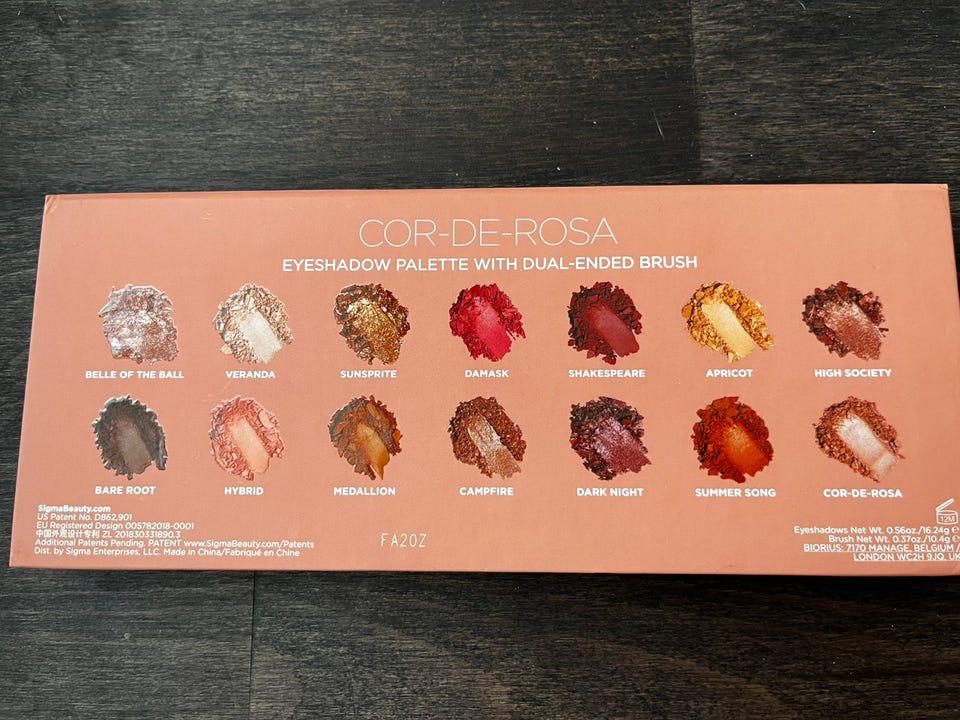 COR-DE-ROSA
EYESHADOW PALETTE WITH DUAL-ENDED BRUSH
BELLE OF THE BALL VERANDA SUNSPRITE DAMASK SHAKESPEARE APRICOT HIGH SOCIETY
BARE ROOT HYBRID MEDALLION CAMPFIRE DARK NIGHT SUMMER SONG COR-DE-ROSA
SigmaBeauty.com
US Patent No. D862,901
EU Registered Design 005782018-0001
中国外观设计专利 ZL 201830331890.3
Additional Patents Pending. PATENT www.SigmaBeauty.com/Patents
Dist. by Sigma Enterprises, LLC. Made in China/Fabriqué en Chine
FA20Z
12M
Eyeshadows Net Wt. 0.56oz./16.24g ℮
Brush Net Wt. 0.37oz/10.4g ℮
BIORIUS: 7170 MANAGE, BELGIUM /
LONDON WC2H 9JQ, UK